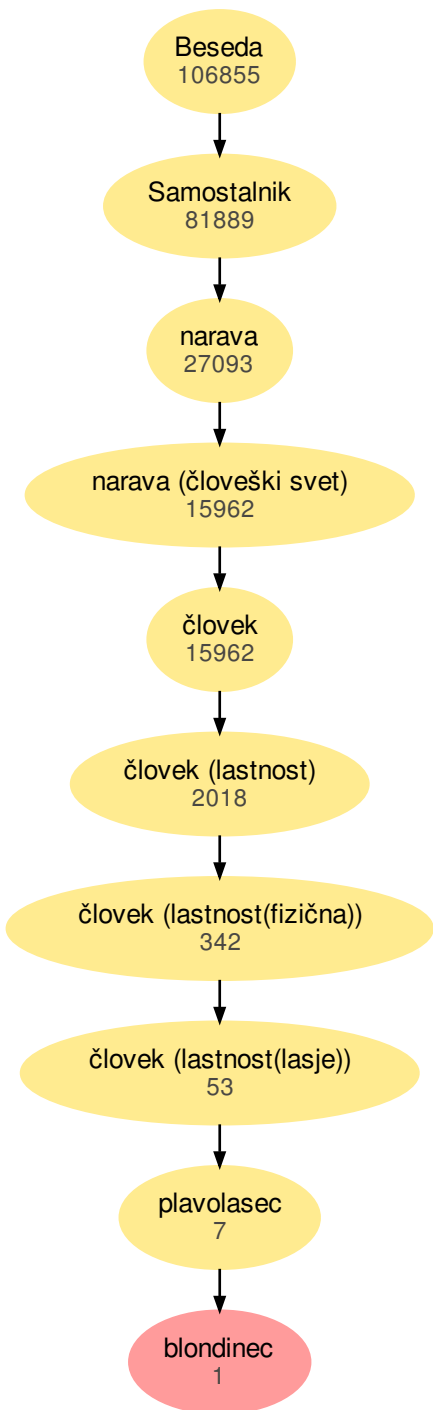 Beseda
106855
Samostalnik
81889
narava
27093
narava (človeški svet)
15962
človek
15962
človek (lastnost)
2018
človek (lastnost(fizična))
342
človek (lastnost(lasje))
53
plavolasec
7
blondinec
1